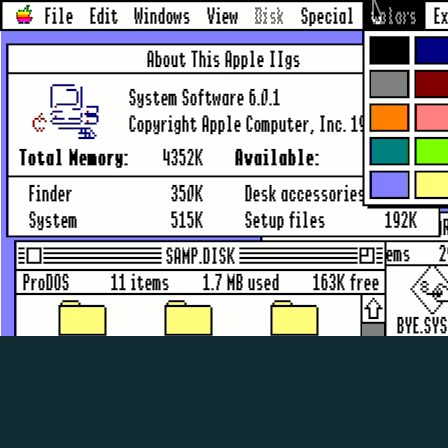 File Edit Windows View Disk Special Colors Ex
About This Apple IIgs
System Software 6.0.1
Copyright Apple Computer, Inc. 19
Total Memory: 4352K Available:
Finder 350K Desk accessories
System 515K Setup files 192K
SAMP.DISK
ProDOS 11 items 1.7 MB used 163K free
ems 2
BYE.SYS